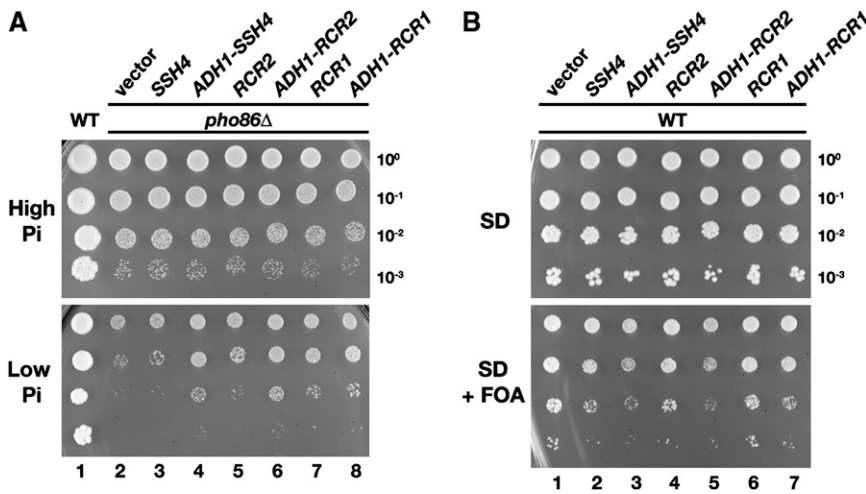 A
vector
SSH4
ADH1-SSH4
RCR2
ADH1-RCR2
RCR1
ADH1-RCR1
WT
pho86Δ
High
Pi
10⁰
10⁻¹
10⁻²
10⁻³
Low
Pi
1 2 3 4 5 6 7 8
B
vector
SSH4
ADH1-SSH4
RCR2
ADH1-RCR2
RCR1
ADH1-RCR1
WT
SD
10⁰
10⁻¹
10⁻²
10⁻³
SD
+ FOA
1 2 3 4 5 6 7